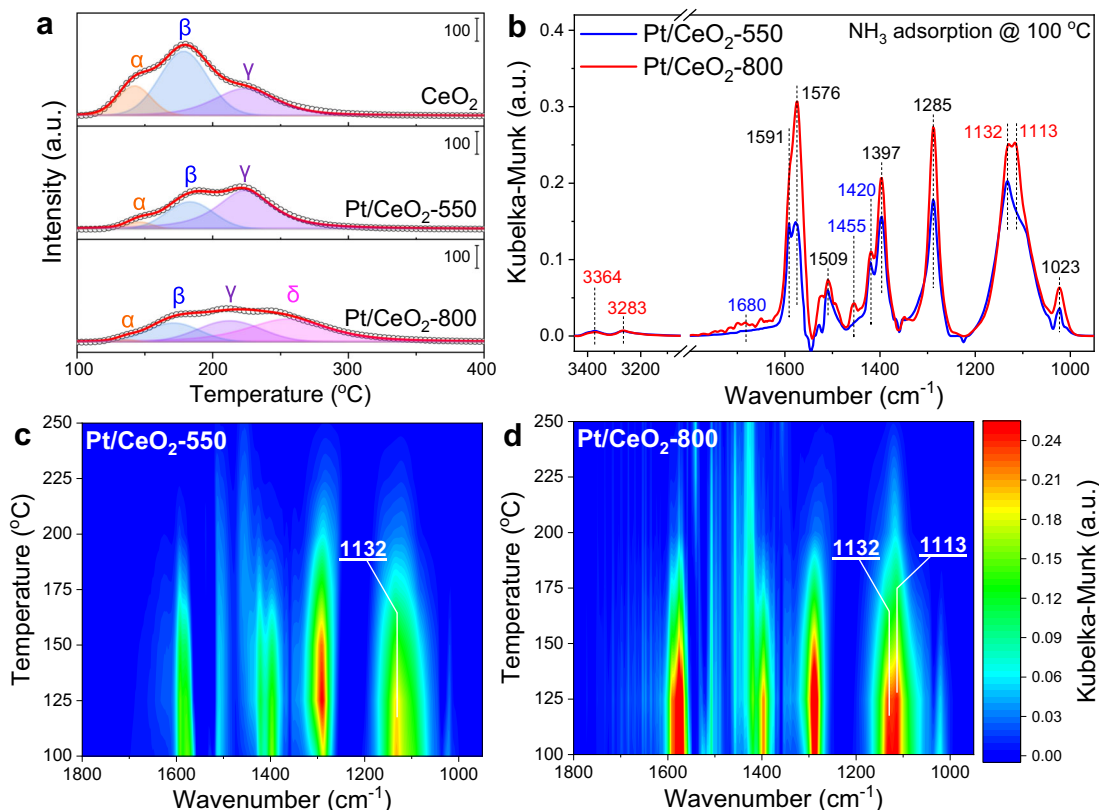 a
α
β
γ
100
CeO2
β
α
γ
100
Pt/CeO2-550
β
α
γ
δ
100
Pt/CeO2-800
Intensity (a.u.)
100 200 300 400
Temperature (oC)
b
Pt/CeO2-550
Pt/CeO2-800
NH3 adsorption @ 100 oC
3364
3283
1680
1591
1576
1509
1455
1420
1397
1285
1132
1113
1023
0.4
0.3
0.2
0.1
0.0
Kubelka-Munk (a.u.)
3400 3200 1600 1400 1200 1000
Wavenumber (cm-1)
c
Pt/CeO2-550
1132
250
225
200
175
150
125
100
Temperature (oC)
1800 1600 1400 1200 1000
Wavenumber (cm-1)
d
Pt/CeO2-800
1132
1113
250
225
200
175
150
125
100
Temperature (oC)
1800 1600 1400 1200 1000
Wavenumber (cm-1)
0.24
0.21
0.18
0.15
0.12
0.09
0.06
0.03
0.00
Kubelka-Munk (a.u.)